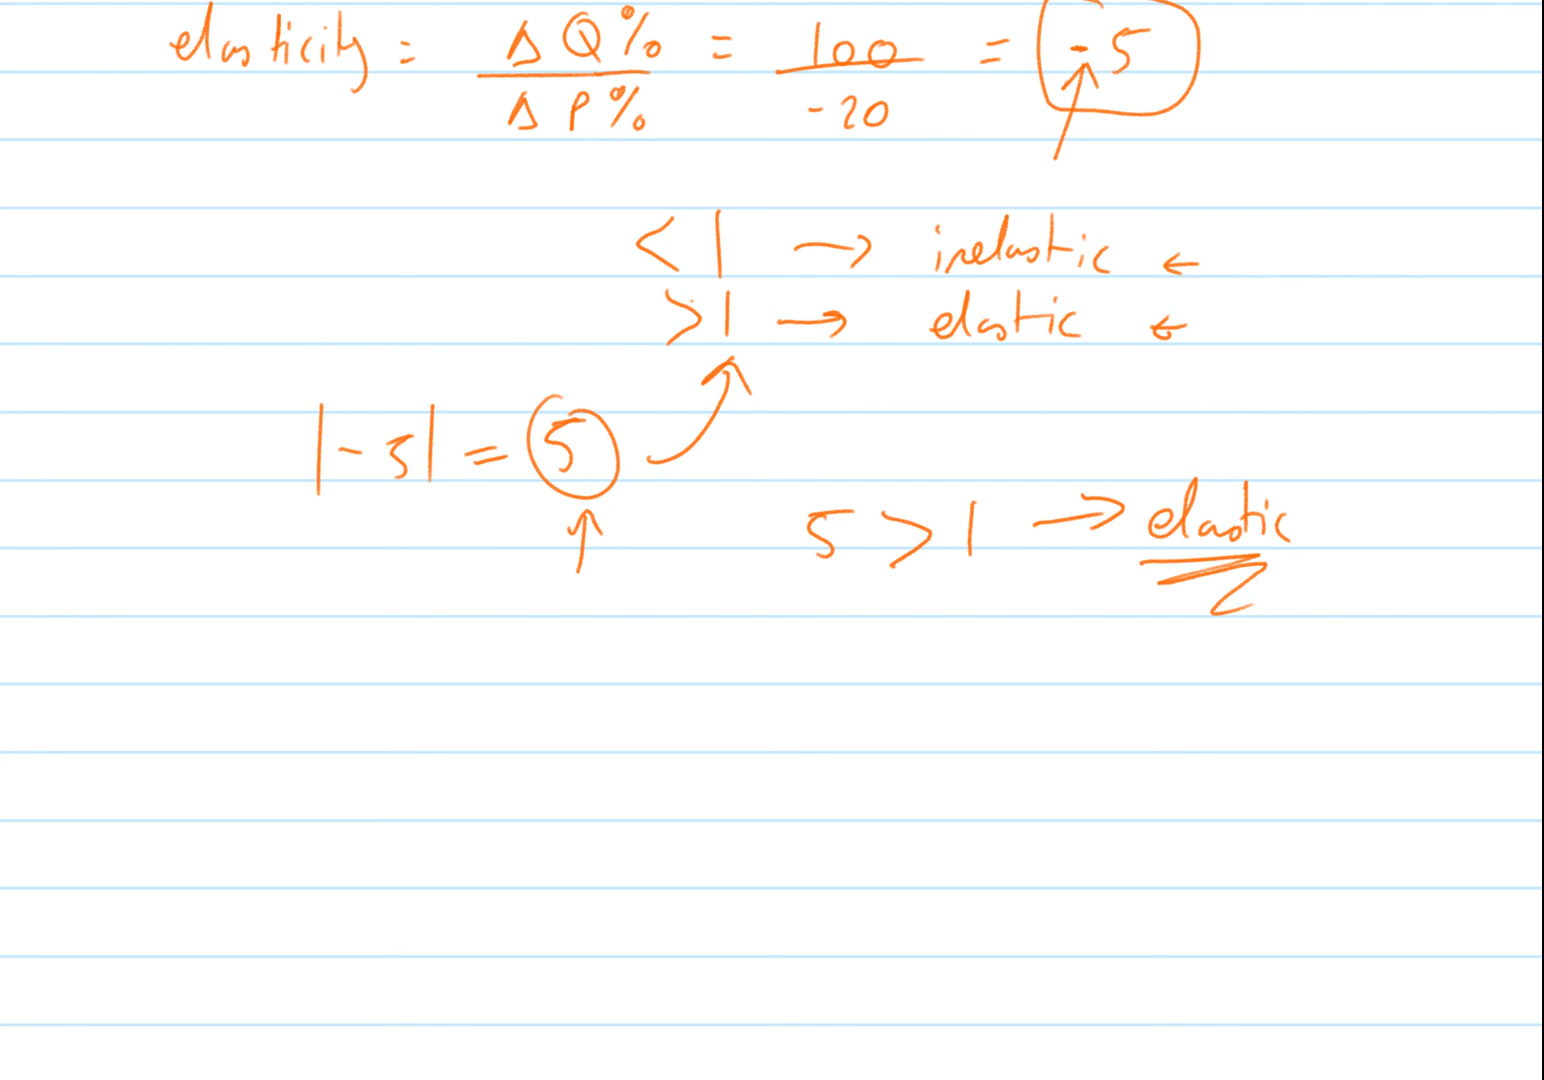 elasticity = ΔQ% / ΔP% = 100 / -20 = -5
< 1 → inelastic ←
> 1 → elastic ←
|-5| = 5
5 > 1 → elastic